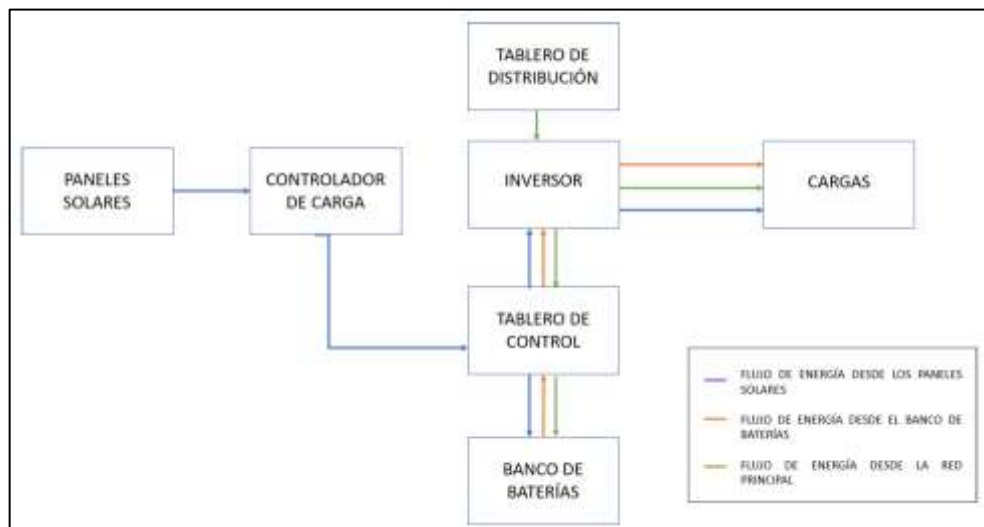 TABLERO DE
DISTRIBUCIÓN
PANELES
SOLARES
CONTROLADOR
DE CARGA
INVERSOR
CARGAS
TABLERO DE
CONTROL
BANCO DE
BATERÍAS
FLUJO DE ENERGÍA DESDE LOS PANELES
SOLARES
FLUJO DE ENERGÍA DESDE EL BANCO DE
BATERÍAS
FLUJO DE ENERGÍA DESDE LA RED
PRINCIPAL